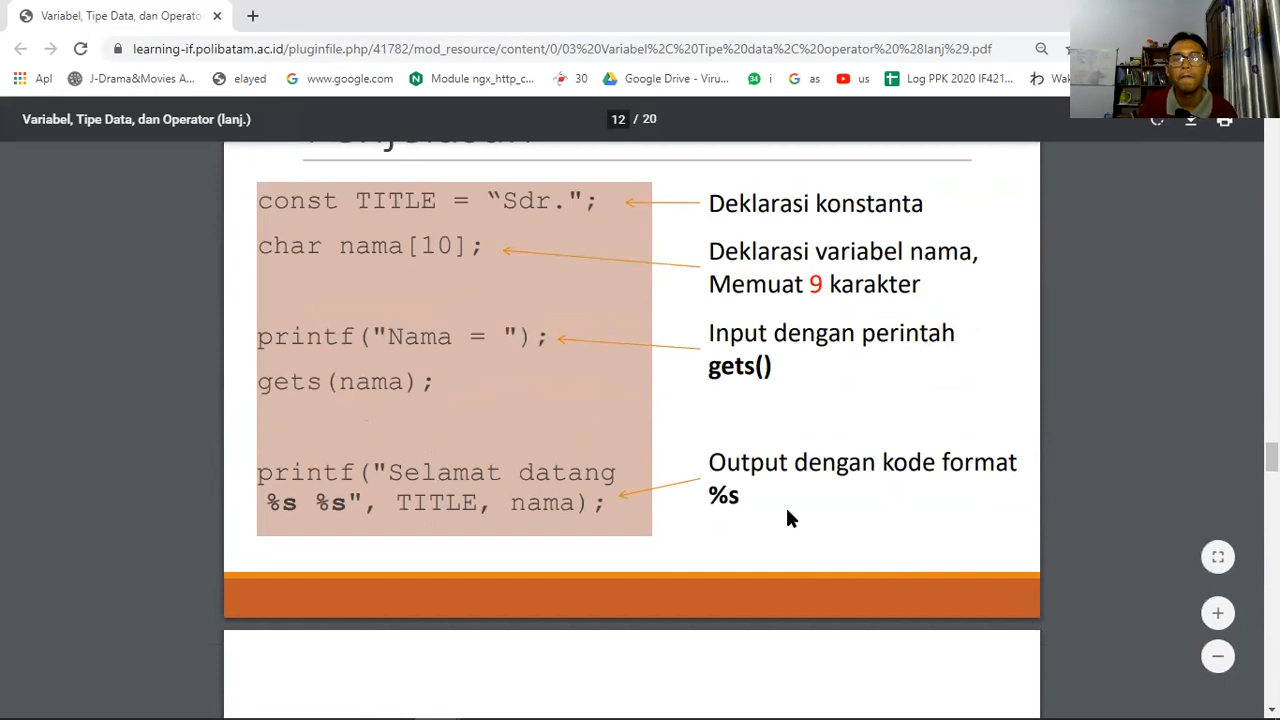 Variabel, Tipe Data, dan Operator
learning-if.polibatam.ac.id/pluginfile.php/41782/mod_resource/content/0/03%20Variabel%2C%20Tipe%20data%2C%20operator%20%28lanj%29.pdf
Apl J-Drama&Movies A... elayed www.google.com Module ngx_http_c... 30 Google Drive - Viru... 34 i as us Log PPK 2020 IF421...
Variabel, Tipe Data, dan Operator (lanj.) 12 / 20
const TITLE = “Sdr."; Deklarasi konstanta
char nama[10]; Deklarasi variabel nama,
Memuat 9 karakter
printf("Nama = "); Input dengan perintah
gets()
gets(nama);
printf("Selamat datang Output dengan kode format
%s %s", TITLE, nama); %s